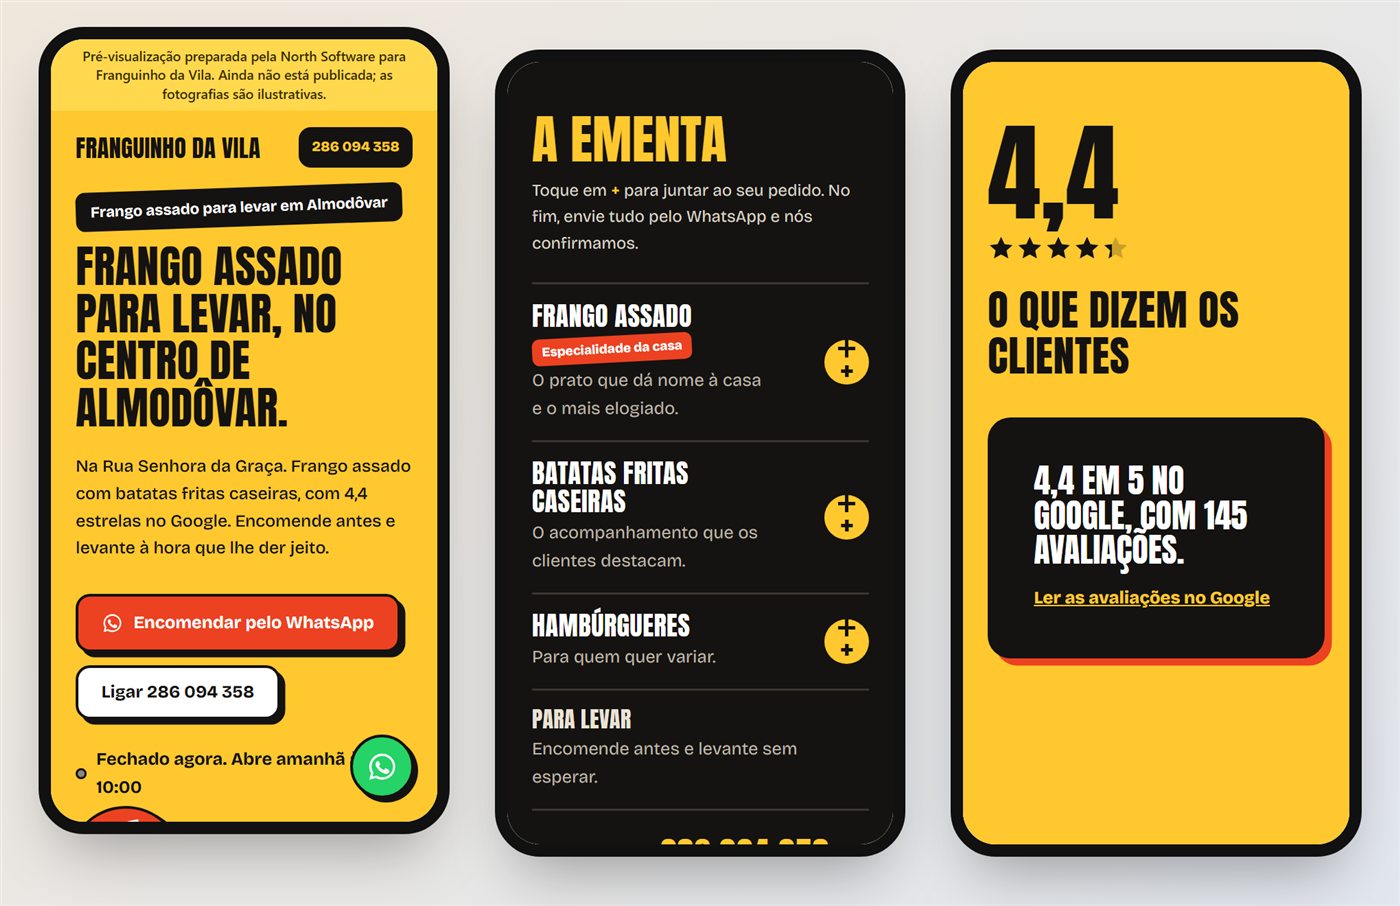 Pré-visualização preparada pela North Software para
Franguinho da Vila. Ainda não está publicada; as
fotografias são ilustrativas.
FRANGUINHO DA VILA
286 094 358
Frango assado para levar em Almodôvar
FRANGO ASSADO
PARA LEVAR, NO
CENTRO DE
ALMODÔVAR.
Na Rua Senhora da Graça. Frango assado
com batatas fritas caseiras, com 4,4
estrelas no Google. Encomende antes e
levante à hora que lhe der jeito.
Encomendar pelo WhatsApp
Ligar 286 094 358
Fechado agora. Abre amanhã
10:00
A EMENTA
Toque em + para juntar ao seu pedido. No
fim, envie tudo pelo WhatsApp e nós
confirmamos.
FRANGO ASSADO
Especialidade da casa
O prato que dá nome à casa
e o mais elogiado.
+
+
BATATAS FRITAS
CASEIRAS
O acompanhamento que os
clientes destacam.
+
+
HAMBÚRGUERES
Para quem quer variar.
+
+
PARA LEVAR
Encomende antes e levante sem
esperar.
4,4
O QUE DIZEM OS
CLIENTES
4,4 EM 5 NO
GOOGLE, COM 145
AVALIAÇÕES.
Ler as avaliações no Google